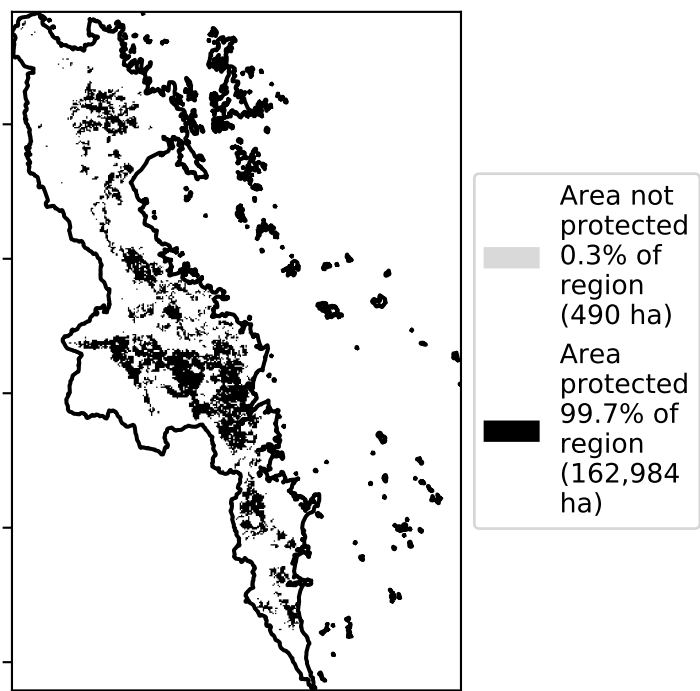 Area not
protected
0.3% of
region
(490 ha)
Area
protected
99.7% of
region
(162,984
ha)